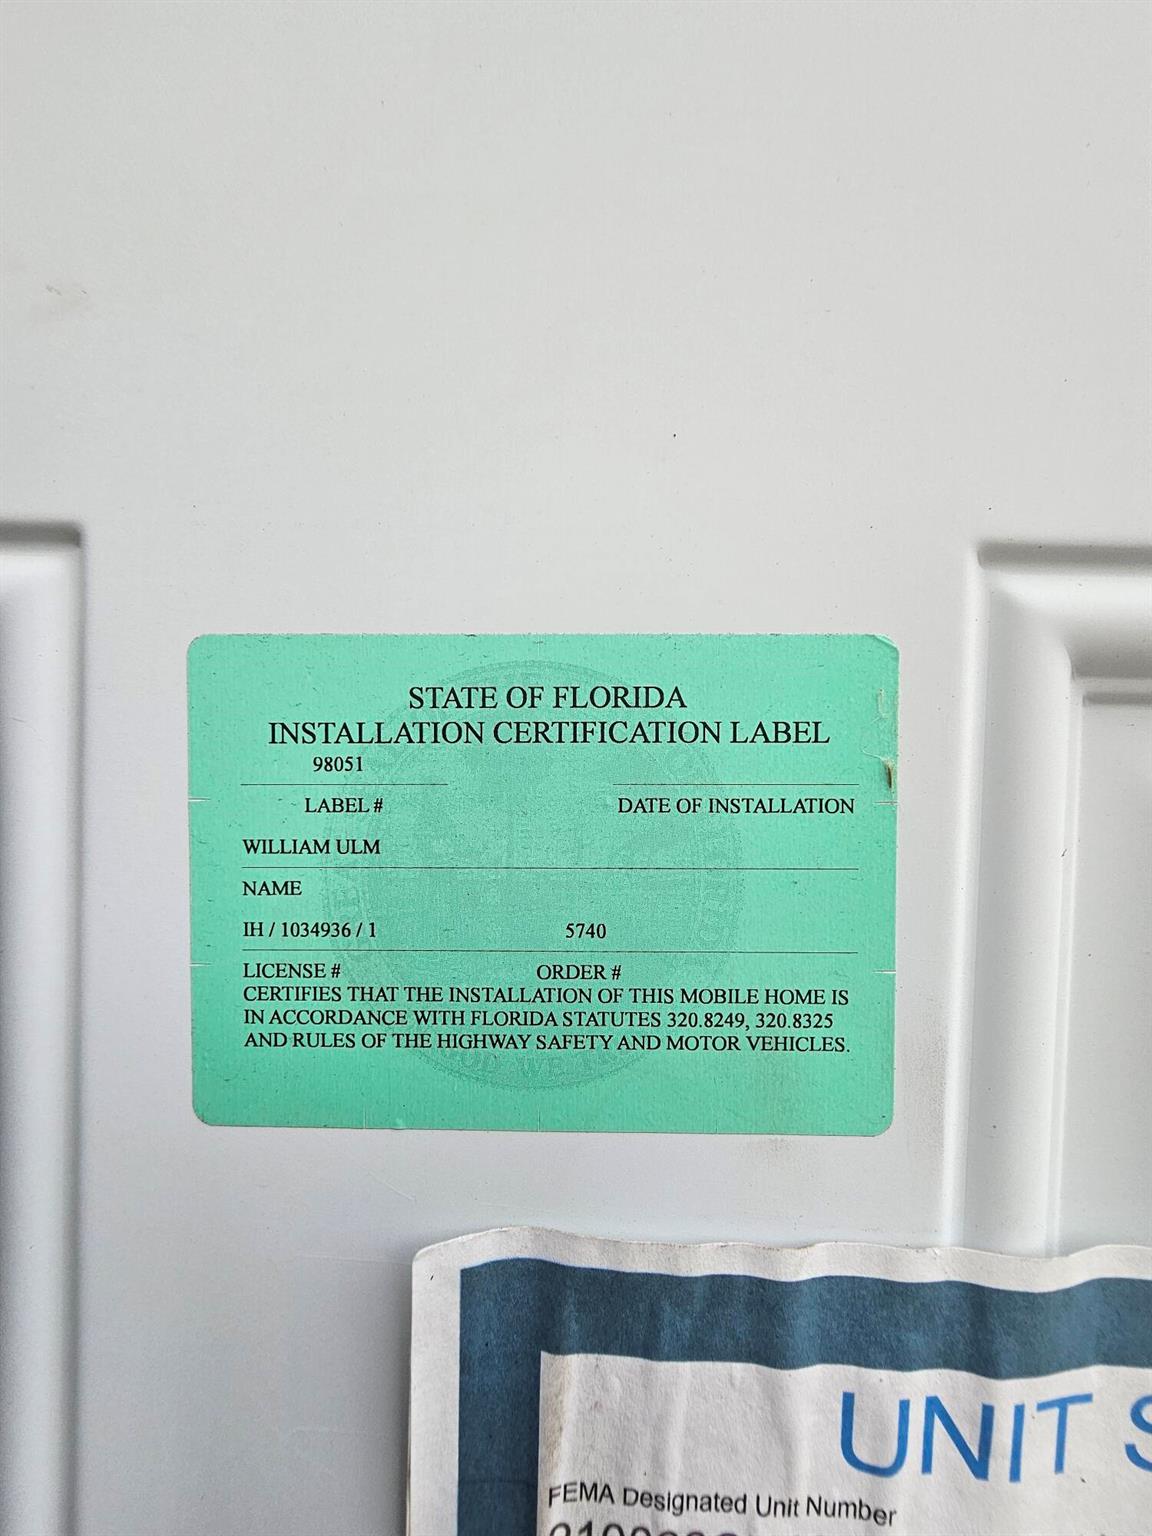 STATE OF FLORIDA
INSTALLATION CERTIFICATION LABEL
98051
LABEL # DATE OF INSTALLATION
WILLIAM ULM
NAME
IH / 1034936 / 1 5740
LICENSE # ORDER #
CERTIFIES THAT THE INSTALLATION OF THIS MOBILE HOME IS
IN ACCORDANCE WITH FLORIDA STATUTES 320.8249, 320.8325
AND RULES OF THE HIGHWAY SAFETY AND MOTOR VEHICLES.
GOD WE
UNIT
FEMA Designated Unit Number